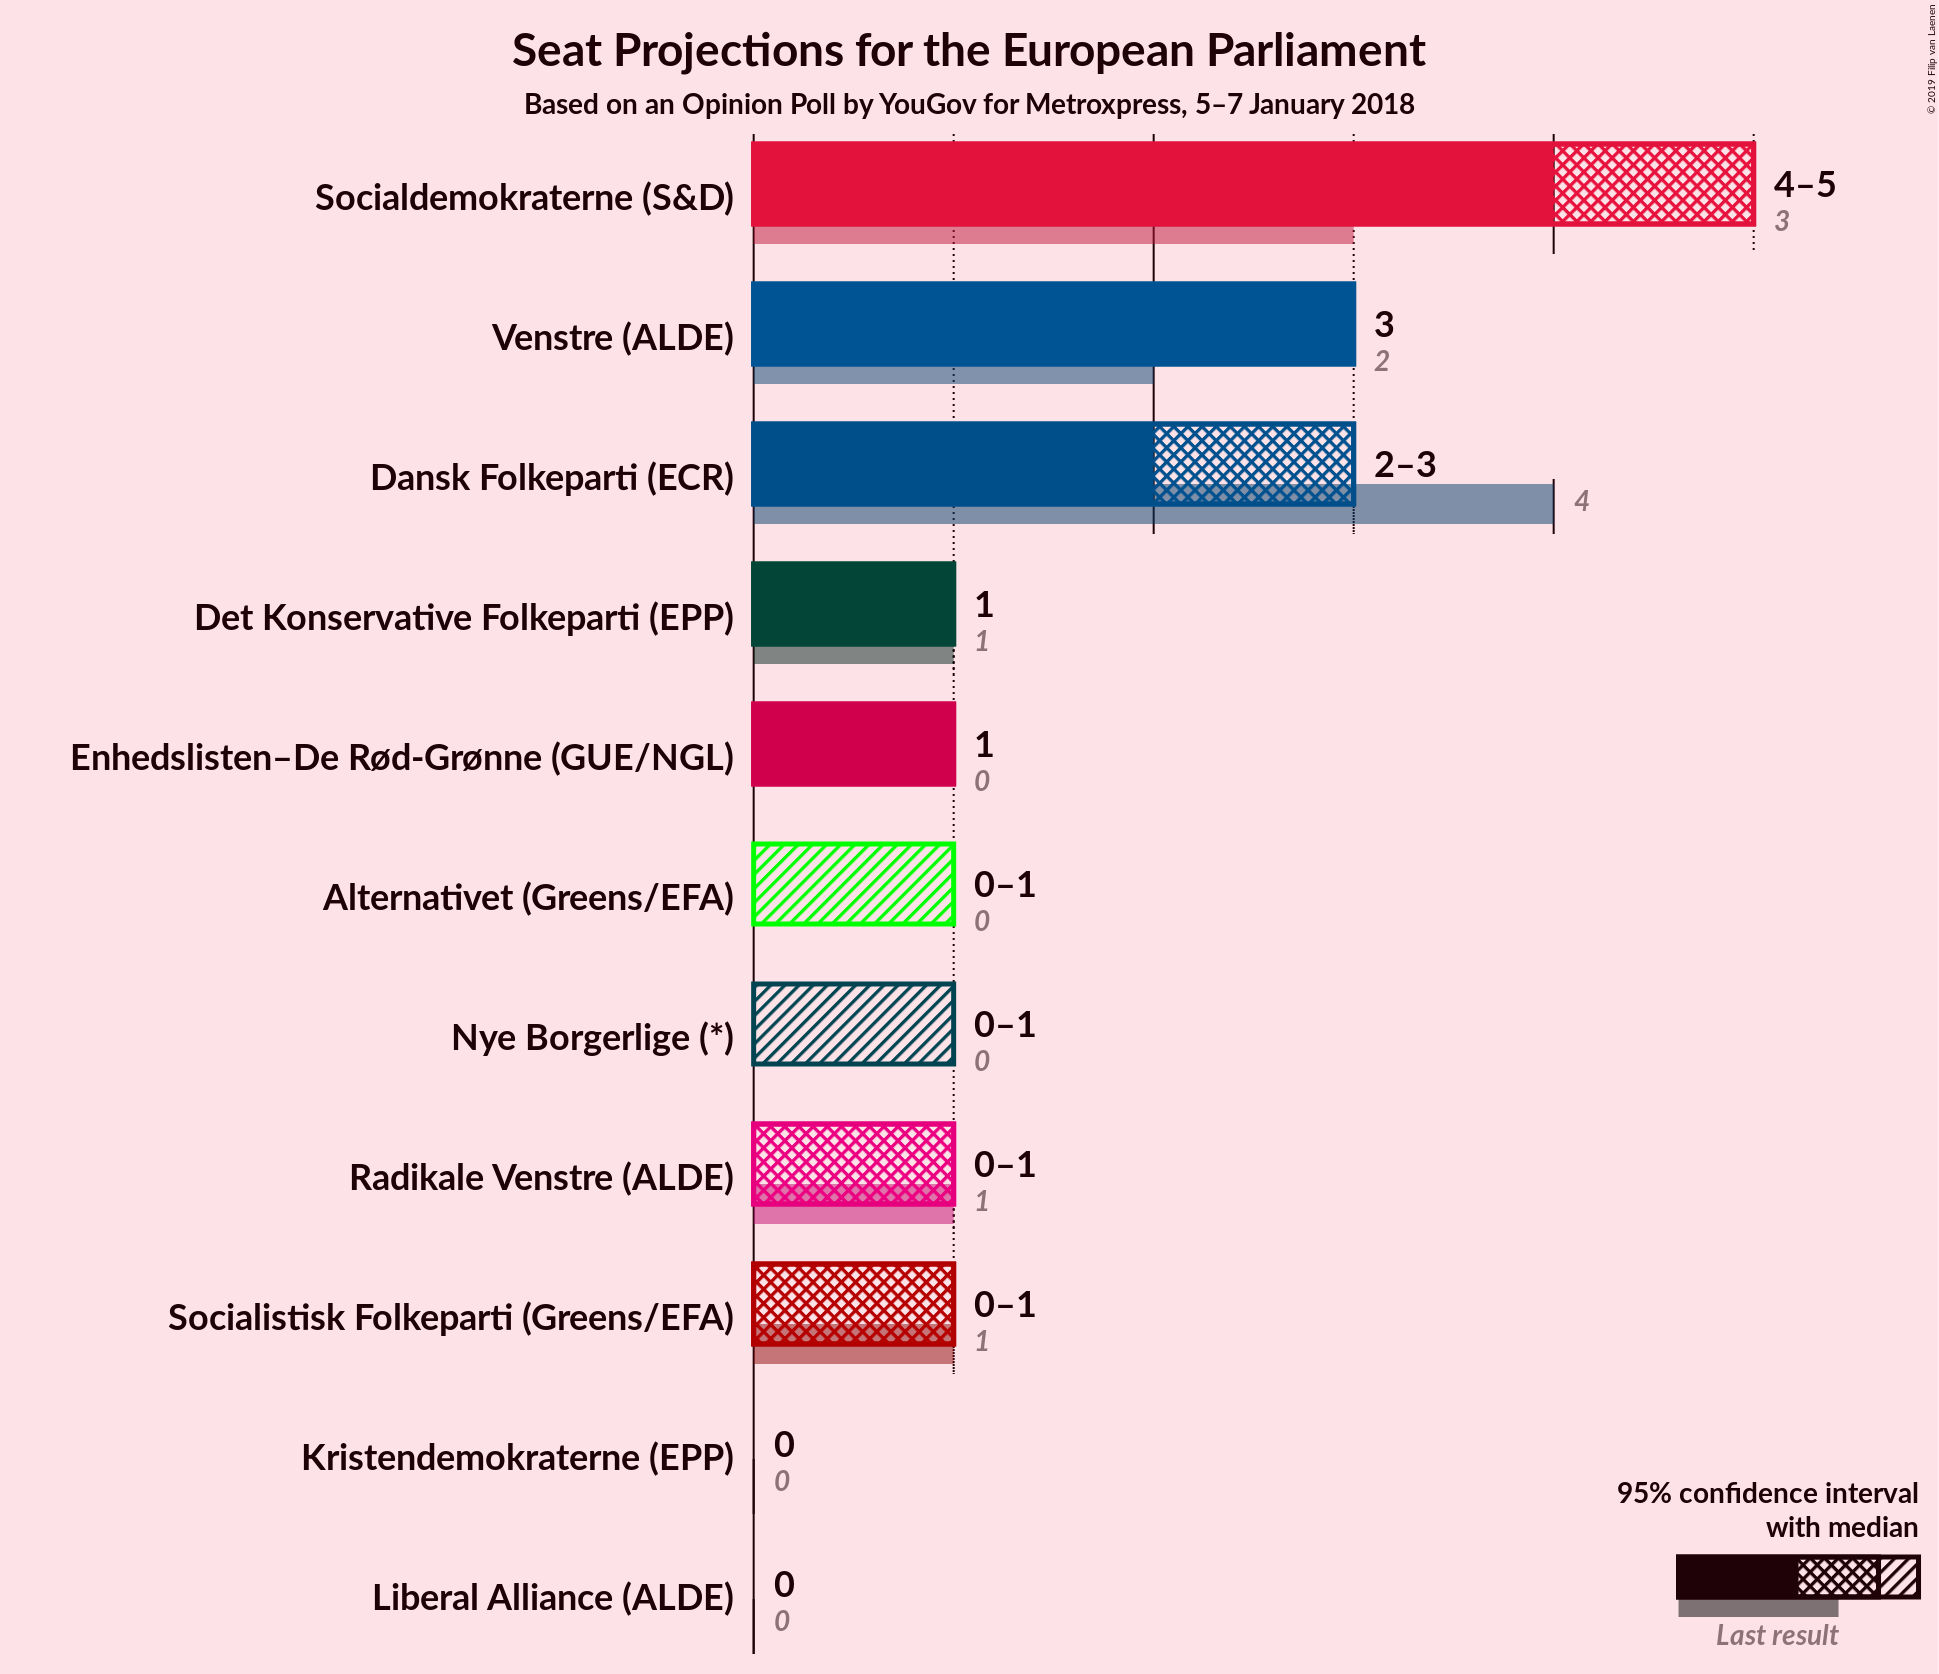 Seat Projections for the European Parliament
Based on an Opinion Poll by YouGov for Metroxpress, 5–7 January 2018
© 2019 Filip van Laenen
Socialdemokraterne (S&D)
4–5
3
Venstre (ALDE)
3
2
Dansk Folkeparti (ECR)
2–3
4
Det Konservative Folkeparti (EPP)
1
1
Enhedslisten–De Rød-Grønne (GUE/NGL)
1
0
Alternativet (Greens/EFA)
0–1
0
Nye Borgerlige (*)
0–1
0
Radikale Venstre (ALDE)
0–1
1
Socialistisk Folkeparti (Greens/EFA)
0–1
1
Kristendemokraterne (EPP)
0
0
Liberal Alliance (ALDE)
0
0
95% confidence interval
with median
Last result